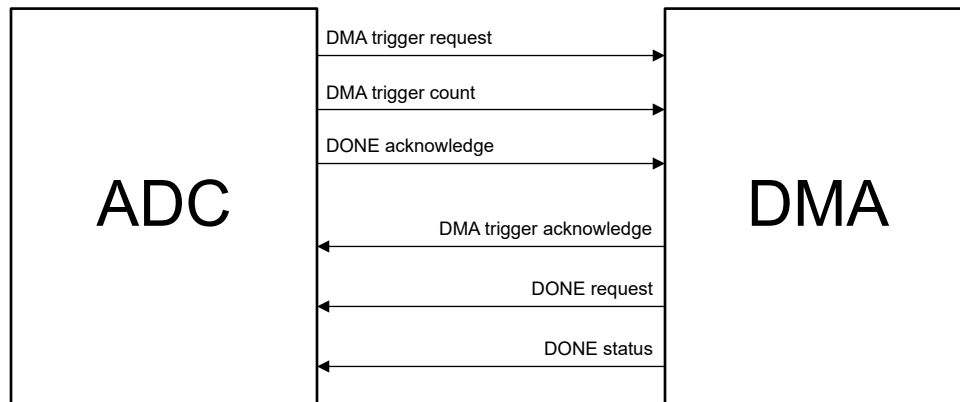 DMA trigger request
DMA trigger count
DONE acknowledge
ADC
DMA
DMA trigger acknowledge
DONE request
DONE status